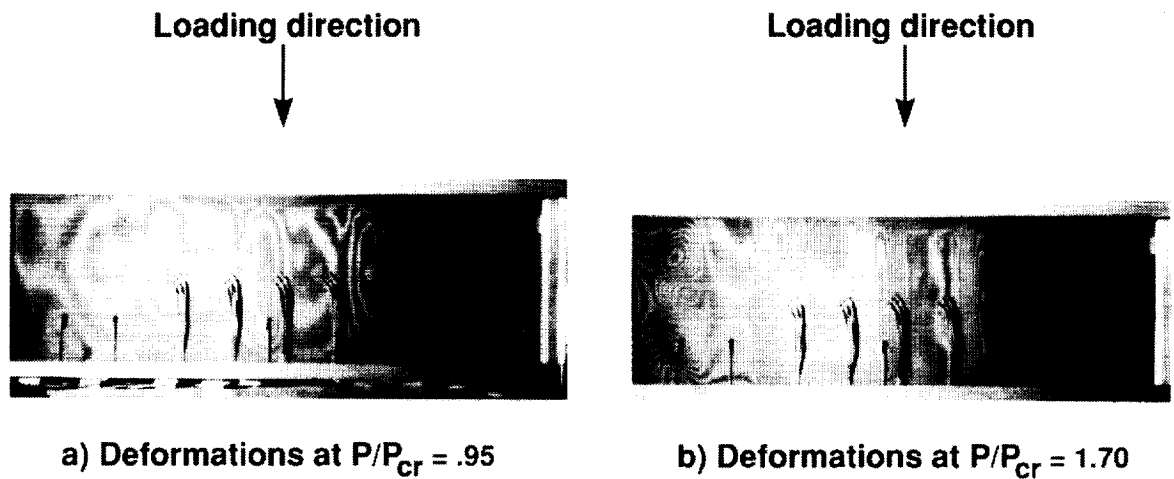 Loading direction
Loading direction
a) Deformations at P/Pcr = .95
b) Deformations at P/Pcr = 1.70